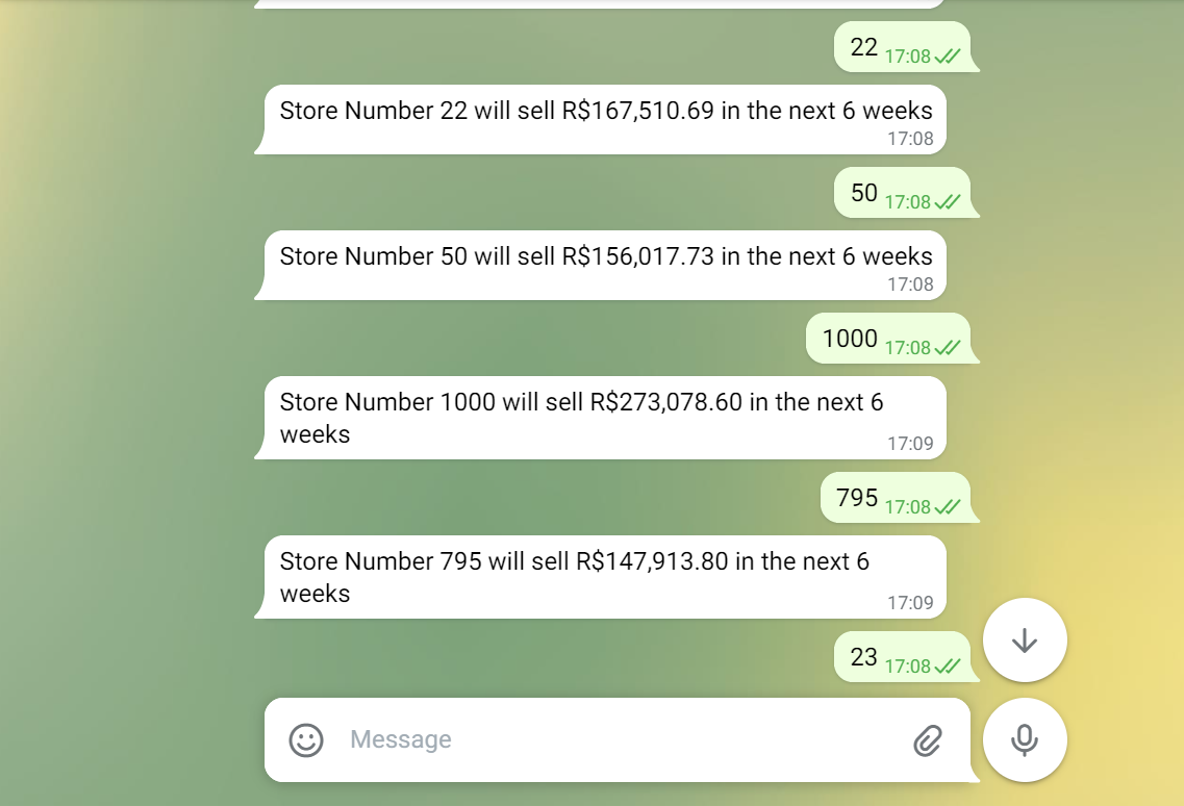 22 17:08
Store Number 22 will sell R$167,510.69 in the next 6 weeks
17:08
50 17:08
Store Number 50 will sell R$156,017.73 in the next 6 weeks
17:08
1000 17:08
Store Number 1000 will sell R$273,078.60 in the next 6
weeks
17:09
795 17:08
Store Number 795 will sell R$147,913.80 in the next 6
weeks
17:09
23 17:08
Message